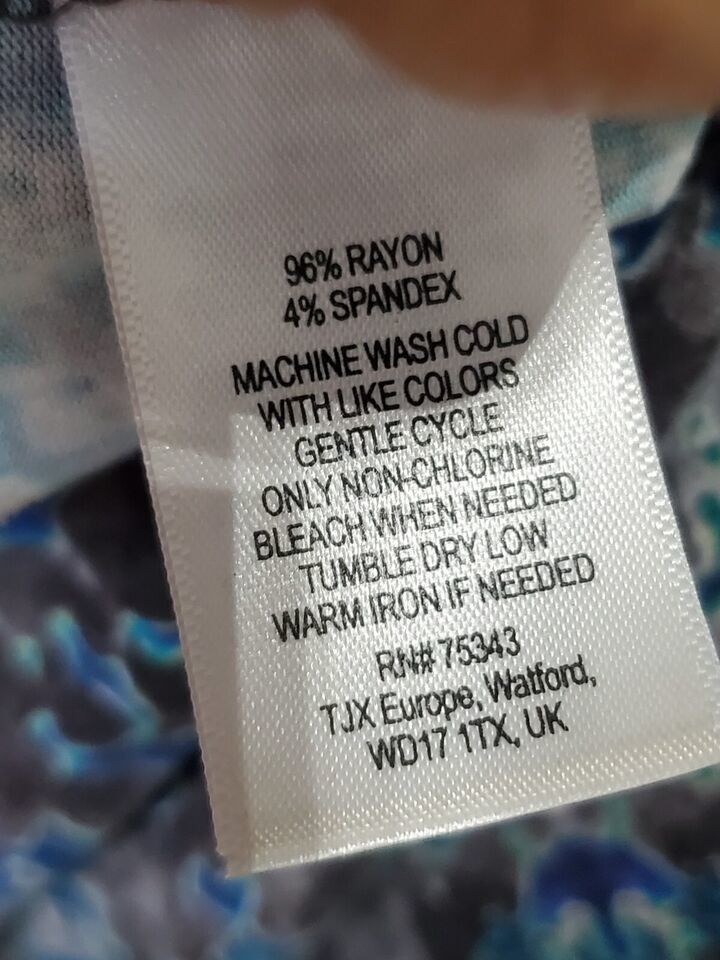 96% RAYON
4% SPANDEX
MACHINE WASH COLD
WITH LIKE COLORS
GENTLE CYCLE
ONLY NON-CHLORINE
BLEACH WHEN NEEDED
TUMBLE DRY LOW
WARM IRON IF NEEDED
RN# 75343
TJX Europe, Watford,
WD17 1TX, UK